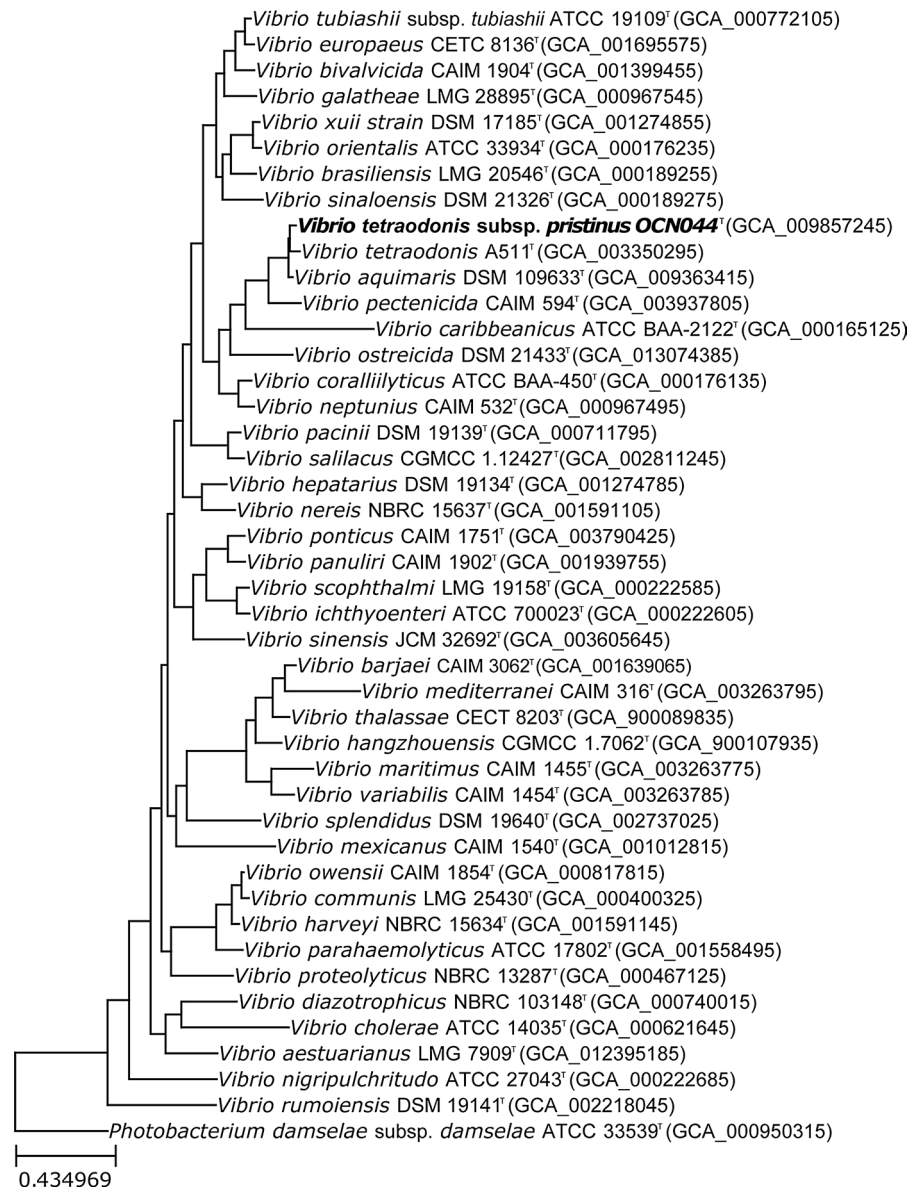 Vibrio tubiashii subsp. tubiashii ATCC 19109ᵀ (GCA_000772105)
Vibrio europaeus CETC 8136ᵀ (GCA_001695575)
Vibrio bivalvicida CAIM 1904ᵀ (GCA_001399455)
Vibrio galatheae LMG 28895ᵀ (GCA_000967545)
Vibrio xuii strain DSM 17185ᵀ (GCA_001274855)
Vibrio orientalis ATCC 33934ᵀ (GCA_000176235)
Vibrio brasiliensis LMG 20546ᵀ (GCA_000189255)
Vibrio sinaloensis DSM 21326ᵀ (GCA_000189275)
Vibrio tetraodonis subsp. pristinus OCN044ᵀ (GCA_009857245)
Vibrio tetraodonis A511ᵀ (GCA_003350295)
Vibrio aquimaris DSM 109633ᵀ (GCA_009363415)
Vibrio pectenicida CAIM 594ᵀ (GCA_003937805)
Vibrio caribbeanicus ATCC BAA-2122ᵀ (GCA_000165125)
Vibrio ostreicida DSM 21433ᵀ (GCA_013074385)
Vibrio coralliilyticus ATCC BAA-450ᵀ (GCA_000176135)
Vibrio neptunius CAIM 532ᵀ (GCA_000967495)
Vibrio pacinii DSM 19139ᵀ (GCA_000711795)
Vibrio salilacus CGMCC 1.12427ᵀ (GCA_002811245)
Vibrio hepatarius DSM 19134ᵀ (GCA_001274785)
Vibrio nereis NBRC 15637ᵀ (GCA_001591105)
Vibrio ponticus CAIM 1751ᵀ (GCA_003790425)
Vibrio panuliri CAIM 1902ᵀ (GCA_001939755)
Vibrio scophthalmi LMG 19158ᵀ (GCA_000222585)
Vibrio ichthyoenteri ATCC 700023ᵀ (GCA_000222605)
Vibrio sinensis JCM 32692ᵀ (GCA_003605645)
Vibrio barjaei CAIM 3062ᵀ (GCA_001639065)
Vibrio mediterranei CAIM 316ᵀ (GCA_003263795)
Vibrio thalassae CECT 8203ᵀ (GCA_900089835)
Vibrio hangzhouensis CGMCC 1.7062ᵀ (GCA_900107935)
Vibrio maritimus CAIM 1455ᵀ (GCA_003263775)
Vibrio variabilis CAIM 1454ᵀ (GCA_003263785)
Vibrio splendidus DSM 19640ᵀ (GCA_002737025)
Vibrio mexicanus CAIM 1540ᵀ (GCA_001012815)
Vibrio owensii CAIM 1854ᵀ (GCA_000817815)
Vibrio communis LMG 25430ᵀ (GCA_000400325)
Vibrio harveyi NBRC 15634ᵀ (GCA_001591145)
Vibrio parahaemolyticus ATCC 17802ᵀ (GCA_001558495)
Vibrio proteolyticus NBRC 13287ᵀ (GCA_000467125)
Vibrio diazotrophicus NBRC 103148ᵀ (GCA_000740015)
Vibrio cholerae ATCC 14035ᵀ (GCA_000621645)
Vibrio aestuarianus LMG 7909ᵀ (GCA_012395185)
Vibrio nigripulchritudo ATCC 27043ᵀ (GCA_000222685)
Vibrio rumoiensis DSM 19141ᵀ (GCA_002218045)
Photobacterium damselae subsp. damselae ATCC 33539ᵀ (GCA_000950315)
0.434969